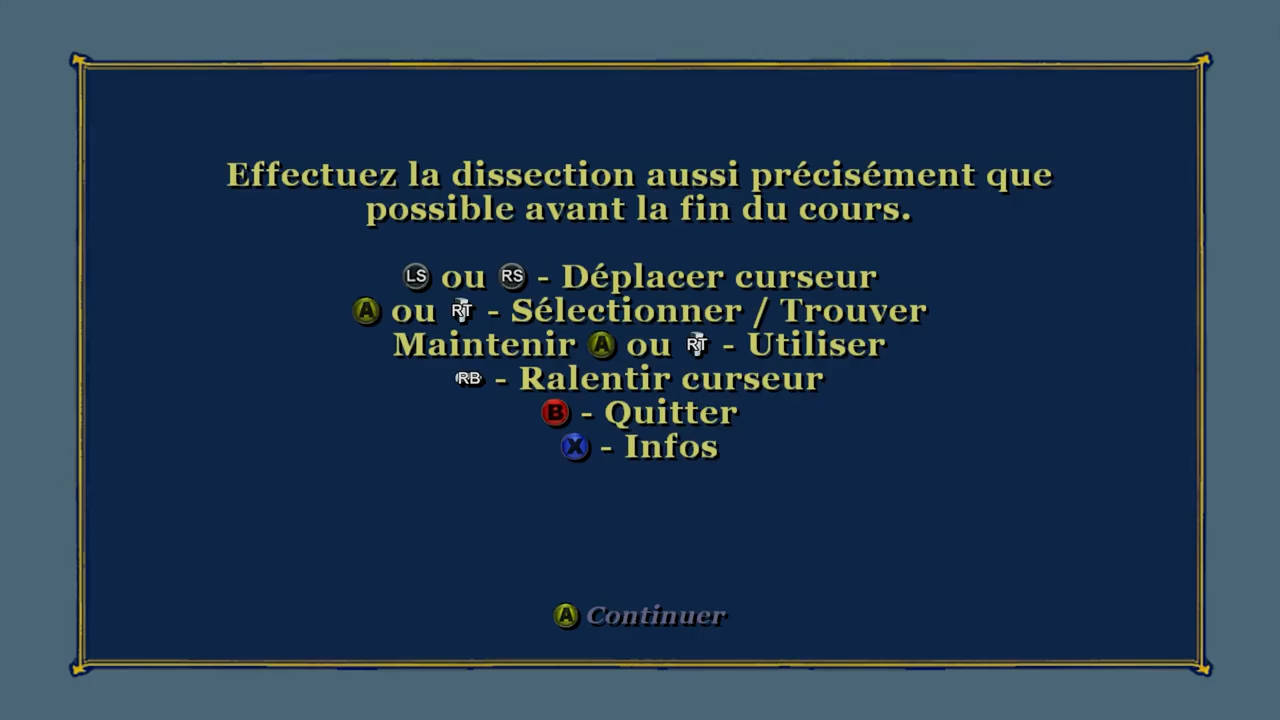 Effectuez la dissection aussi précisément que
possible avant la fin du cours.
LS ou RS - Déplacer curseur
A ou RT - Sélectionner / Trouver
Maintenir A ou RT - Utiliser
RB - Ralentir curseur
B - Quitter
X - Infos
A Continuer